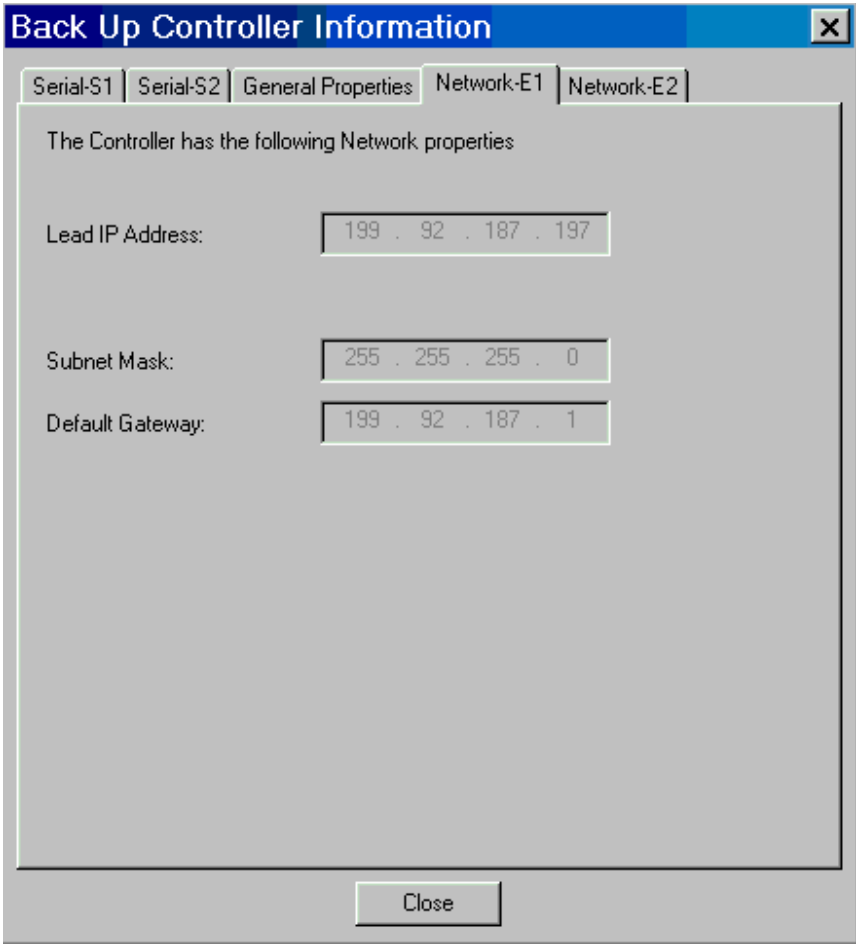 Back Up Controller Information
Serial-S1 Serial-S2 General Properties Network-E1 Network-E2
The Controller has the following Network properties
Lead IP Address: 199 . 92 . 187 . 197
Subnet Mask: 255 . 255 . 255 . 0
Default Gateway: 199 . 92 . 187 . 1
Close